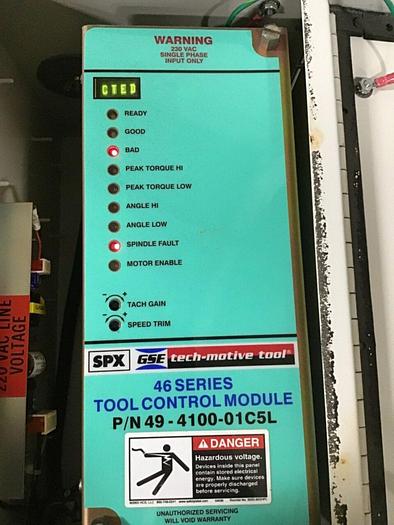 WARNING
230 VAC
SINGLE PHASE
INPUT ONLY
CTED
READY
GOOD
BAD
PEAK TORQUE HI
PEAK TORQUE LOW
ANGLE HI
ANGLE LOW
SPINDLE FAULT
MOTOR ENABLE
TACH GAIN
SPEED TRIM
SPX GSE tech-motive tool
46 SERIES
TOOL CONTROL MODULE
P/N 49 - 4100-01C5L
DANGER
Hazardous voltage.
Devices inside this panel
contain stored electrical
energy. Make sure devices
are properly discharged
before servicing.
UNAUTHORIZED SERVICING
WILL VOID WARRANTY
220 VAC LINE
VOLTAGE